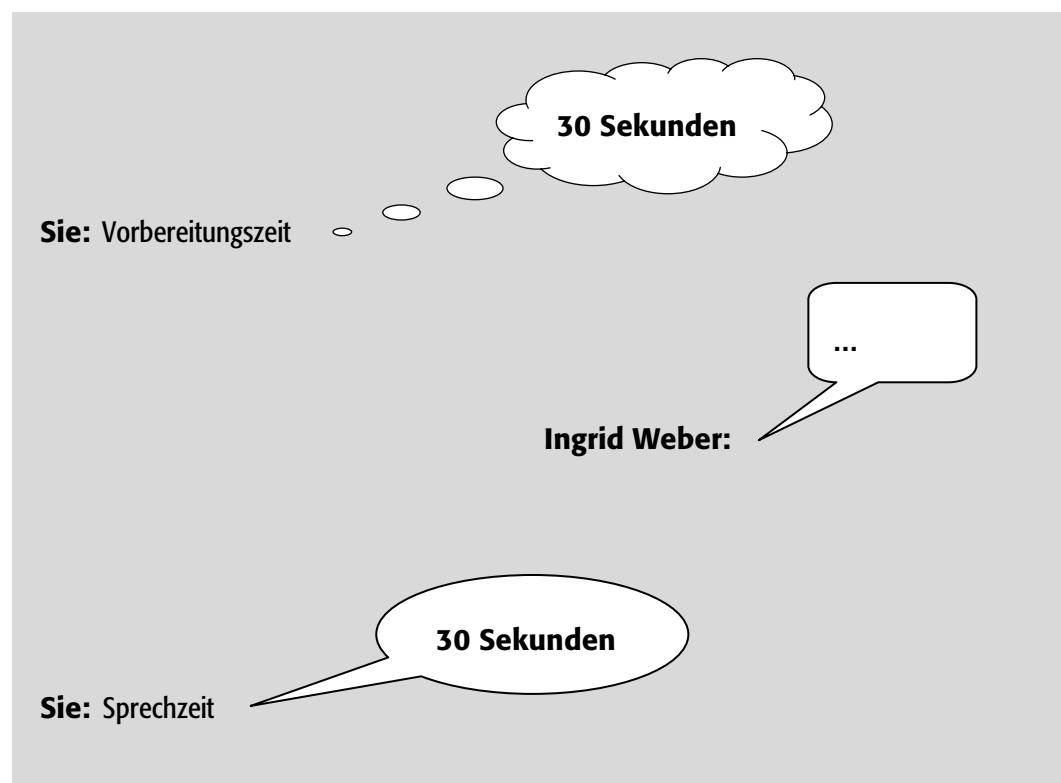 30 Sekunden
Sie: Vorbereitungszeit
...
Ingrid Weber:
30 Sekunden
Sie: Sprechzeit